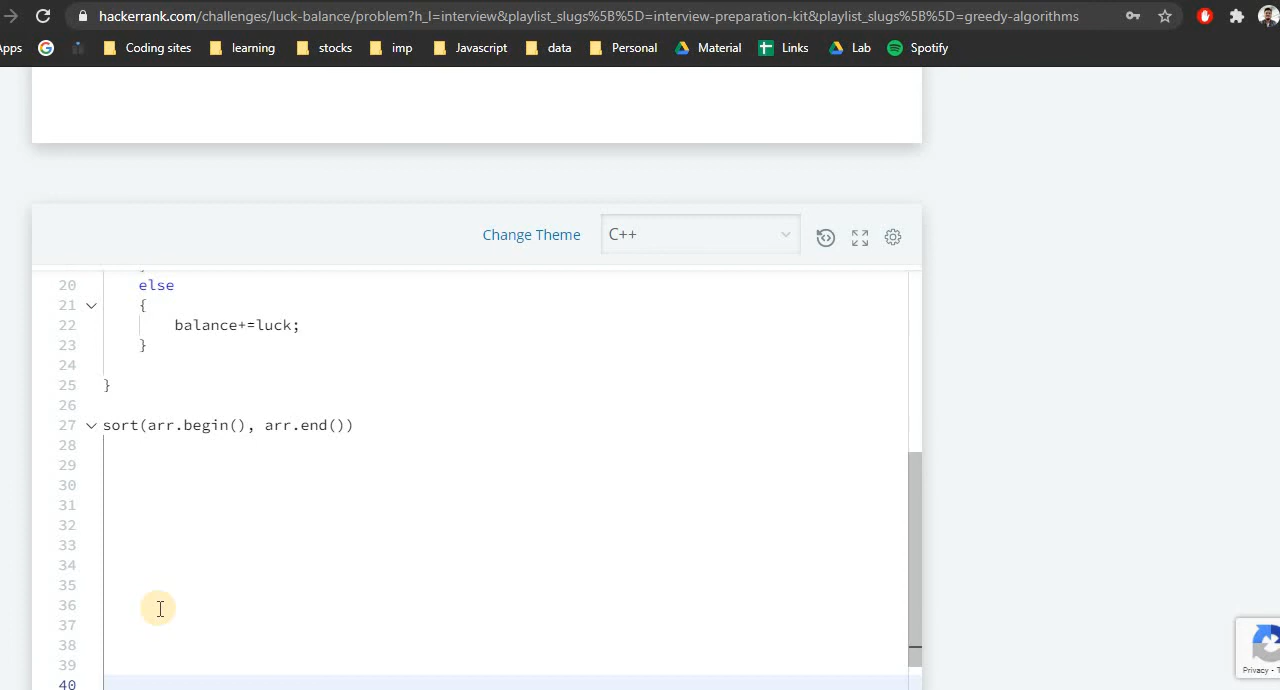 hackerrank.com/challenges/luck-balance/problem?h_l=interview&playlist_slugs%5B%5D=interview-preparation-kit&playlist_slugs%5B%5D=greedy-algorithms
pps Coding sites learning stocks imp Javascript data Personal Material Links Lab Spotify
Change Theme C++
20 else
21 {
22 balance+=luck;
23 }
24
25 }
26
27 sort(arr.begin(), arr.end())
28
29
30
31
32
33
34
35
36
37
38
39
40
Privacy - T